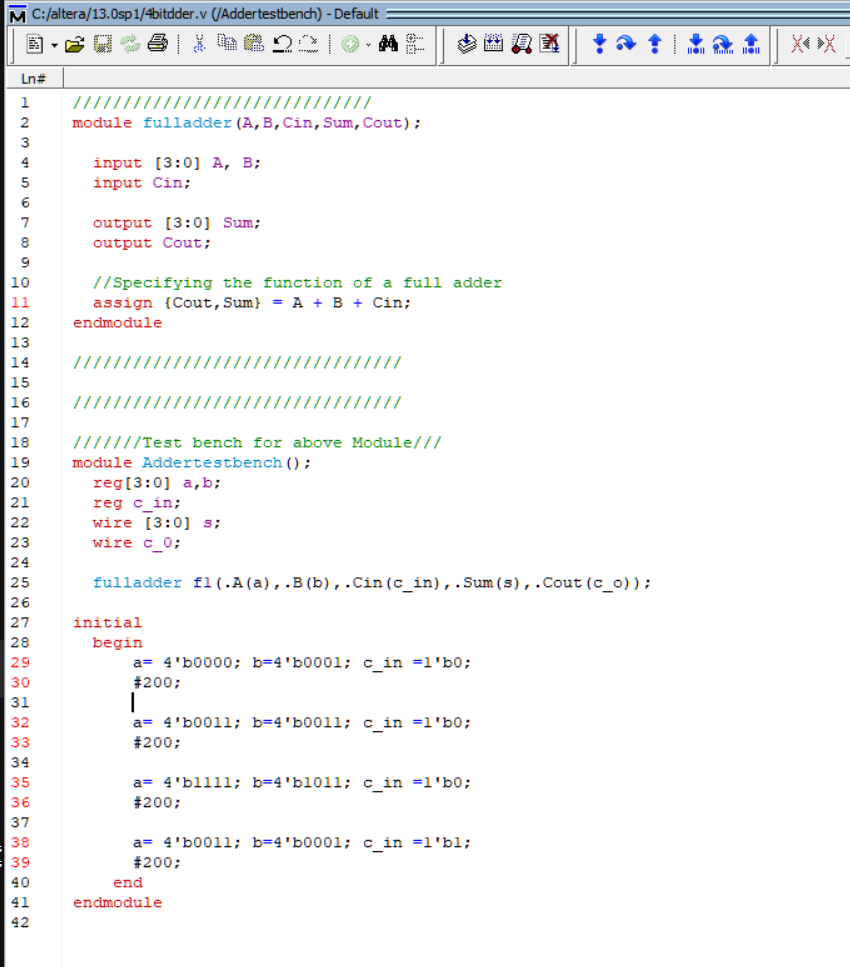 C:/altera/13.0sp1/4bitdder.v (/Addertestbench) - Default
Ln#
1 //////////////////////////////
2 module fulladder(A,B,Cin,Sum,Cout);
3
4 input [3:0] A, B;
5 input Cin;
6
7 output [3:0] Sum;
8 output Cout;
9
10 //Specifying the function of a full adder
11 assign {Cout,Sum} = A + B + Cin;
12 endmodule
13
14 /////////////////////////////////
15
16 /////////////////////////////////
17
18 ///////Test bench for above Module///
19 module Addertestbench();
20 reg[3:0] a,b;
21 reg c_in;
22 wire [3:0] s;
23 wire c_0;
24
25 fulladder f1(.A(a),.B(b),.Cin(c_in),.Sum(s),.Cout(c_o));
26
27 initial
28 begin
29 a= 4'b0000; b=4'b0001; c_in =1'b0;
30 #200;
31
32 a= 4'b0011; b=4'b0011; c_in =1'b0;
33 #200;
34
35 a= 4'b1111; b=4'b1011; c_in =1'b0;
36 #200;
37
38 a= 4'b0011; b=4'b0001; c_in =1'b1;
39 #200;
40 end
41 endmodule
42